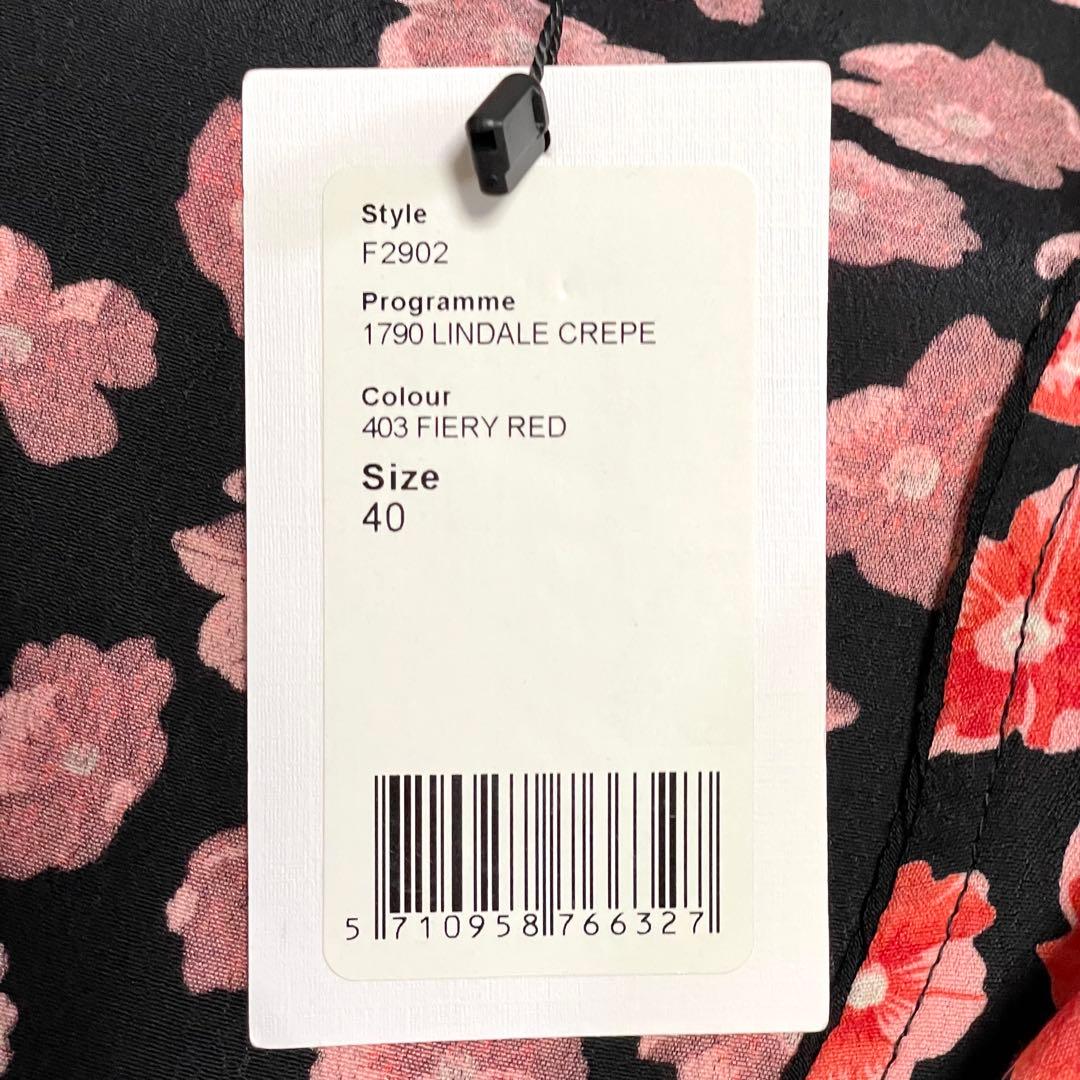 Style
F2902
Programme
1790 LINDALE CREPE
Colour
403 FIERY RED
Size
40
5 710958 766327